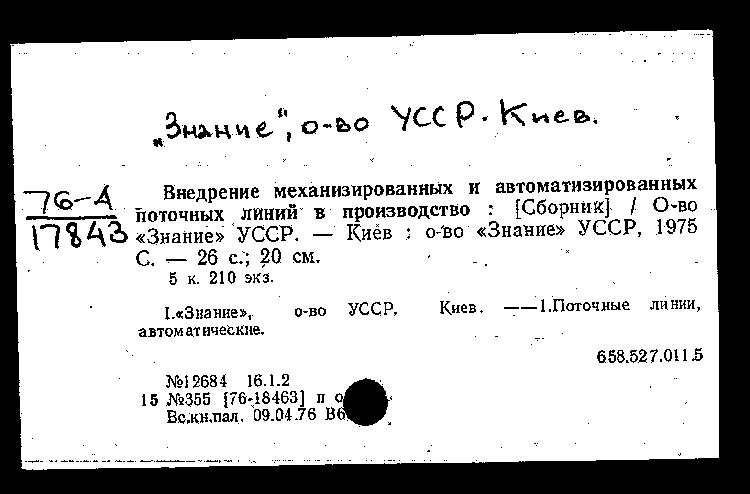 „Знание“, о-во УССР. Киев.
76-А
17843
Внедрение механизированных и автоматизированных
поточных линий в производство : [Сборник] / О-во
«Знание» УССР. — Киев : о-во «Знание» УССР, 1975
С. — 26 с.; 20 см.
5 к. 210 экз.
I.«Знание», о-во УССР, Киев. ——1.Поточные линии,
автоматические.
658.527.011.5
№12684 16.1.2
15 №355 [76-18463] п о
Вс.кн.пал. 09.04.76 В6